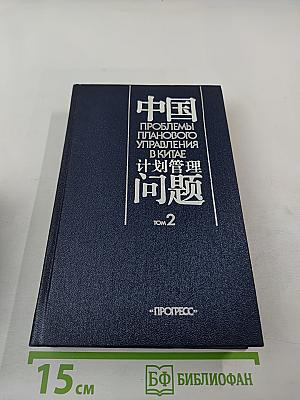 中国
ПРОБЛЕМЫ
ПЛАНОВОГО
УПРАВЛЕНИЯ
В КИТАЕ
计划管理
问题
ТОМ 2
«ПРОГРЕСС»
15 см
БФ БИБЛИОФАН